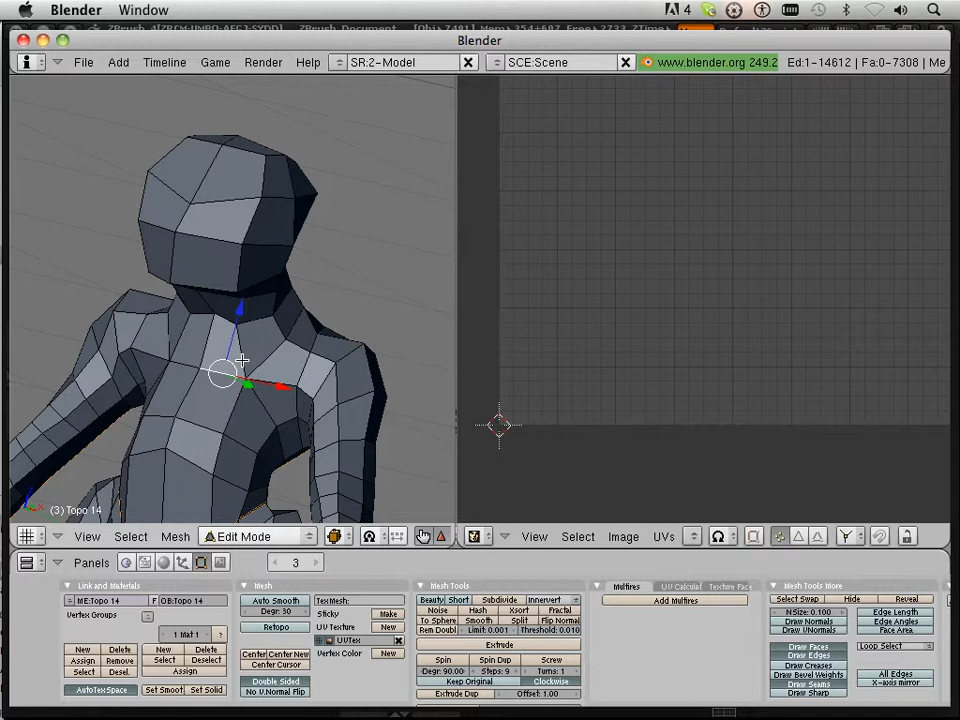 Blender Window 4
Blender
File Add Timeline Game Render Help SR:2-Model SCE:Scene www.blender.org 249.2 Ed:1-14612 | Fa:0-7308 | Me
(3) Topo 14
View Select Mesh Edit Mode View Select Image UVs
Panels 3
Link and Materials Mesh Mesh Tools Multires UV Calculat Texture Face Mesh Tools More
ME:Topo 14 F OB:Topo 14 Auto Smooth TexMesh: Beauty Short Subdivide Innervert Add Multires Select Swap Hide Reveal
Vertex Groups Degr: 30 Sticky Make Noise Hash Xsort Fractal NSize: 0.100 Edge Length
Retopo UV Texture New To Sphere Smooth Split Flip Normal Draw Normals Edge Angles
1 Mat 1 ? UVTex Rem Doubl Limit: 0.001 Threshold: 0.010 Draw VNormals Face Area
New Delete New Delete Center Center New Vertex Color New Extrude Draw Faces Loop Select
Assign Remove Select Deselect Center Cursor Spin Spin Dup Screw Draw Edges
Select Desel. Assign Degr: 90.00 Steps: 9 Turns: 1 Draw Creases All Edges
Double Sided Keep Original Clockwise Draw Bevel Weights X-axis mirror
AutoTexSpace Set Smoot Set Solid No V.Normal Flip Extrude Dup Offset: 1.00 Draw Seams
Draw Sharp